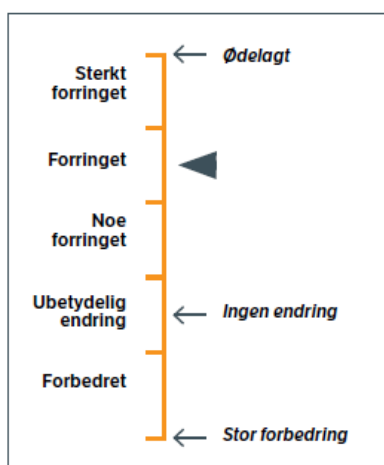 Ødelagt
Sterkt
forringet
Forringet
Noe
forringet
Ubetydelig
endring
Ingen endring
Forbedret
Stor forbedring